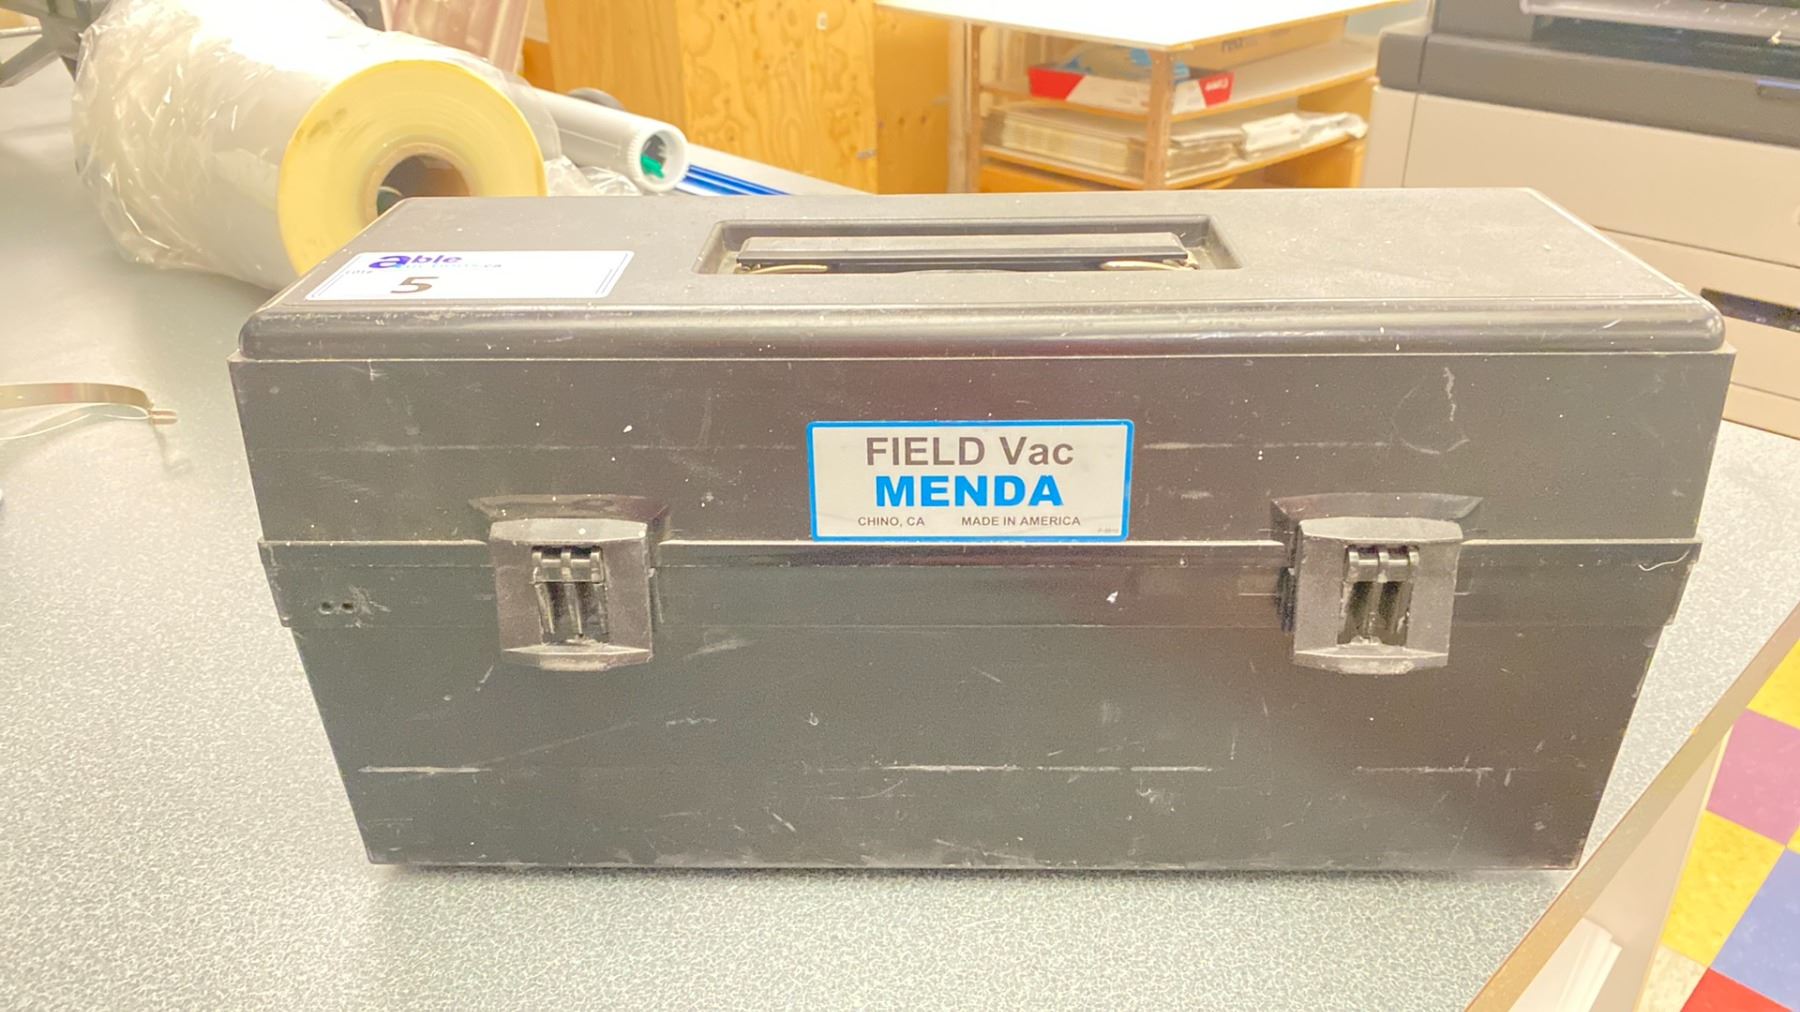 able
5
FIELD Vac
MENDA
CHINO, CA MADE IN AMERICA